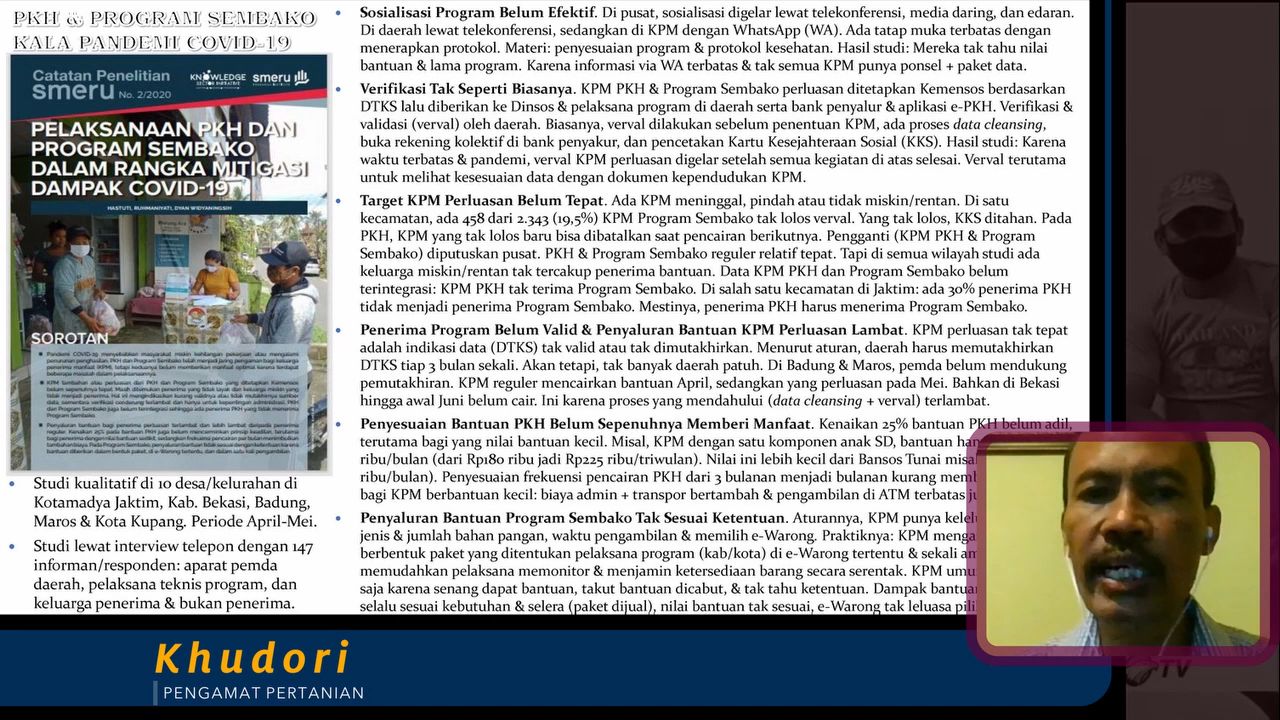 PKH & PROGRAM SEMBAKO
KALA PANDEMI COVID-19
Catatan Penelitian
smeru No. 2/2020
KNOWLEDGE
SECTOR INITIATIVE
smeru
PELAKSANAAN PKH DAN
PROGRAM SEMBAKO
DALAM RANGKA MITIGASI
DAMPAK COVID-19
HASTUTI, RUHMANIYATI, DYAN WIDYANINGSIH
SOROTAN
• Studi kualitatif di 10 desa/kelurahan di
Kotamadya Jaktim, Kab. Bekasi, Badung,
Maros & Kota Kupang. Periode April-Mei.
• Studi lewat interview telepon dengan 147
informan/responden: aparat pemda
daerah, pelaksana teknis program, dan
keluarga penerima & bukan penerima.
• Sosialisasi Program Belum Efektif. Di pusat, sosialisasi digelar lewat telekonferensi, media daring, dan edaran.
Di daerah lewat telekonferensi, sedangkan di KPM dengan WhatsApp (WA). Ada tatap muka terbatas dengan
menerapkan protokol. Materi: penyesuaian program & protokol kesehatan. Hasil studi: Mereka tak tahu nilai
bantuan & lama program. Karena informasi via WA terbatas & tak semua KPM punya ponsel + paket data.
• Verifikasi Tak Seperti Biasanya. KPM PKH & Program Sembako perluasan ditetapkan Kemensos berdasarkan
DTKS lalu diberikan ke Dinsos & pelaksana program di daerah serta bank penyalur & aplikasi e-PKH. Verifikasi &
validasi (verval) oleh daerah. Biasanya, verval dilakukan sebelum penentuan KPM, ada proses data cleansing,
buka rekening kolektif di bank penyakur, dan pencetakan Kartu Kesejahteraan Sosial (KKS). Hasil studi: Karena
waktu terbatas & pandemi, verval KPM perluasan digelar setelah semua kegiatan di atas selesai. Verval terutama
untuk melihat kesesuaian data dengan dokumen kependudukan KPM.
• Target KPM Perluasan Belum Tepat. Ada KPM meninggal, pindah atau tidak miskin/rentan. Di satu
kecamatan, ada 458 dari 2.343 (19,5%) KPM Program Sembako tak lolos verval. Yang tak lolos, KKS ditahan. Pada
PKH, KPM yang tak lolos baru bisa dibatalkan saat pencairan berikutnya. Pengganti (KPM PKH & Program
Sembako) diputuskan pusat. PKH & Program Sembako reguler relatif tepat. Tapi di semua wilayah studi ada
keluarga miskin/rentan tak tercakup penerima bantuan. Data KPM PKH dan Program Sembako belum
terintegrasi: KPM PKH tak terima Program Sembako. Di salah satu kecamatan di Jaktim: ada 30% penerima PKH
tidak menjadi penerima Program Sembako. Mestinya, penerima PKH harus menerima Program Sembako.
• Penerima Program Belum Valid & Penyaluran Bantuan KPM Perluasan Lambat. KPM perluasan tak tepat
adalah indikasi data (DTKS) tak valid atau tak dimutakhirkan. Menurut aturan, daerah harus memutakhirkan
DTKS tiap 3 bulan sekali. Akan tetapi, tak banyak daerah patuh. Di Badung & Maros, pemda belum mendukung
pemutakhiran. KPM reguler mencairkan bantuan April, sedangkan yang perluasan pada Mei. Bahkan di Bekasi
hingga awal Juni belum cair. Ini karena proses yang mendahului (data cleansing + verval) terlambat.
• Penyesuaian Bantuan PKH Belum Sepenuhnya Memberi Manfaat. Kenaikan 25% bantuan PKH belum adil,
terutama bagi yang nilai bantuan kecil. Misal, KPM dengan satu anak SD, bantuan
ribu/bulan (dari Rp180 ribu jadi Rp225 ribu/triwulan). Nilai ini lebih kecil dari Bansos Tunai
ribu/bulan). Penyesuaian frekuensi pencairan PKH dari 3 bulanan menjadi bulanan kurang
bagi KPM berbantuan kecil: biaya admin + transpor bertambah & pengambilan di ATM terbatas
• Penyaluran Bantuan Program Sembako Tak Sesuai Ketentuan. Aturannya, KPM punya
jenis & jumlah bahan pangan, waktu pengambilan & memilih e-Warong. Praktiknya: KPM
berbentuk paket yang ditentukan pelaksana program (kab/kota) di e-Warong tertentu & sekali
memudahkan pelaksana memonitor & menjamin ketersediaan barang secara serentak. KPM
saja karena senang dapat bantuan, takut bantuan dicabut, & tak tahu ketentuan. Dampak
selalu sesuai kebutuhan & selera (paket dijual), nilai bantuan tak sesuai, e-Warong tak leluasa
Khudori
PENGAMAT PERTANIAN
TV